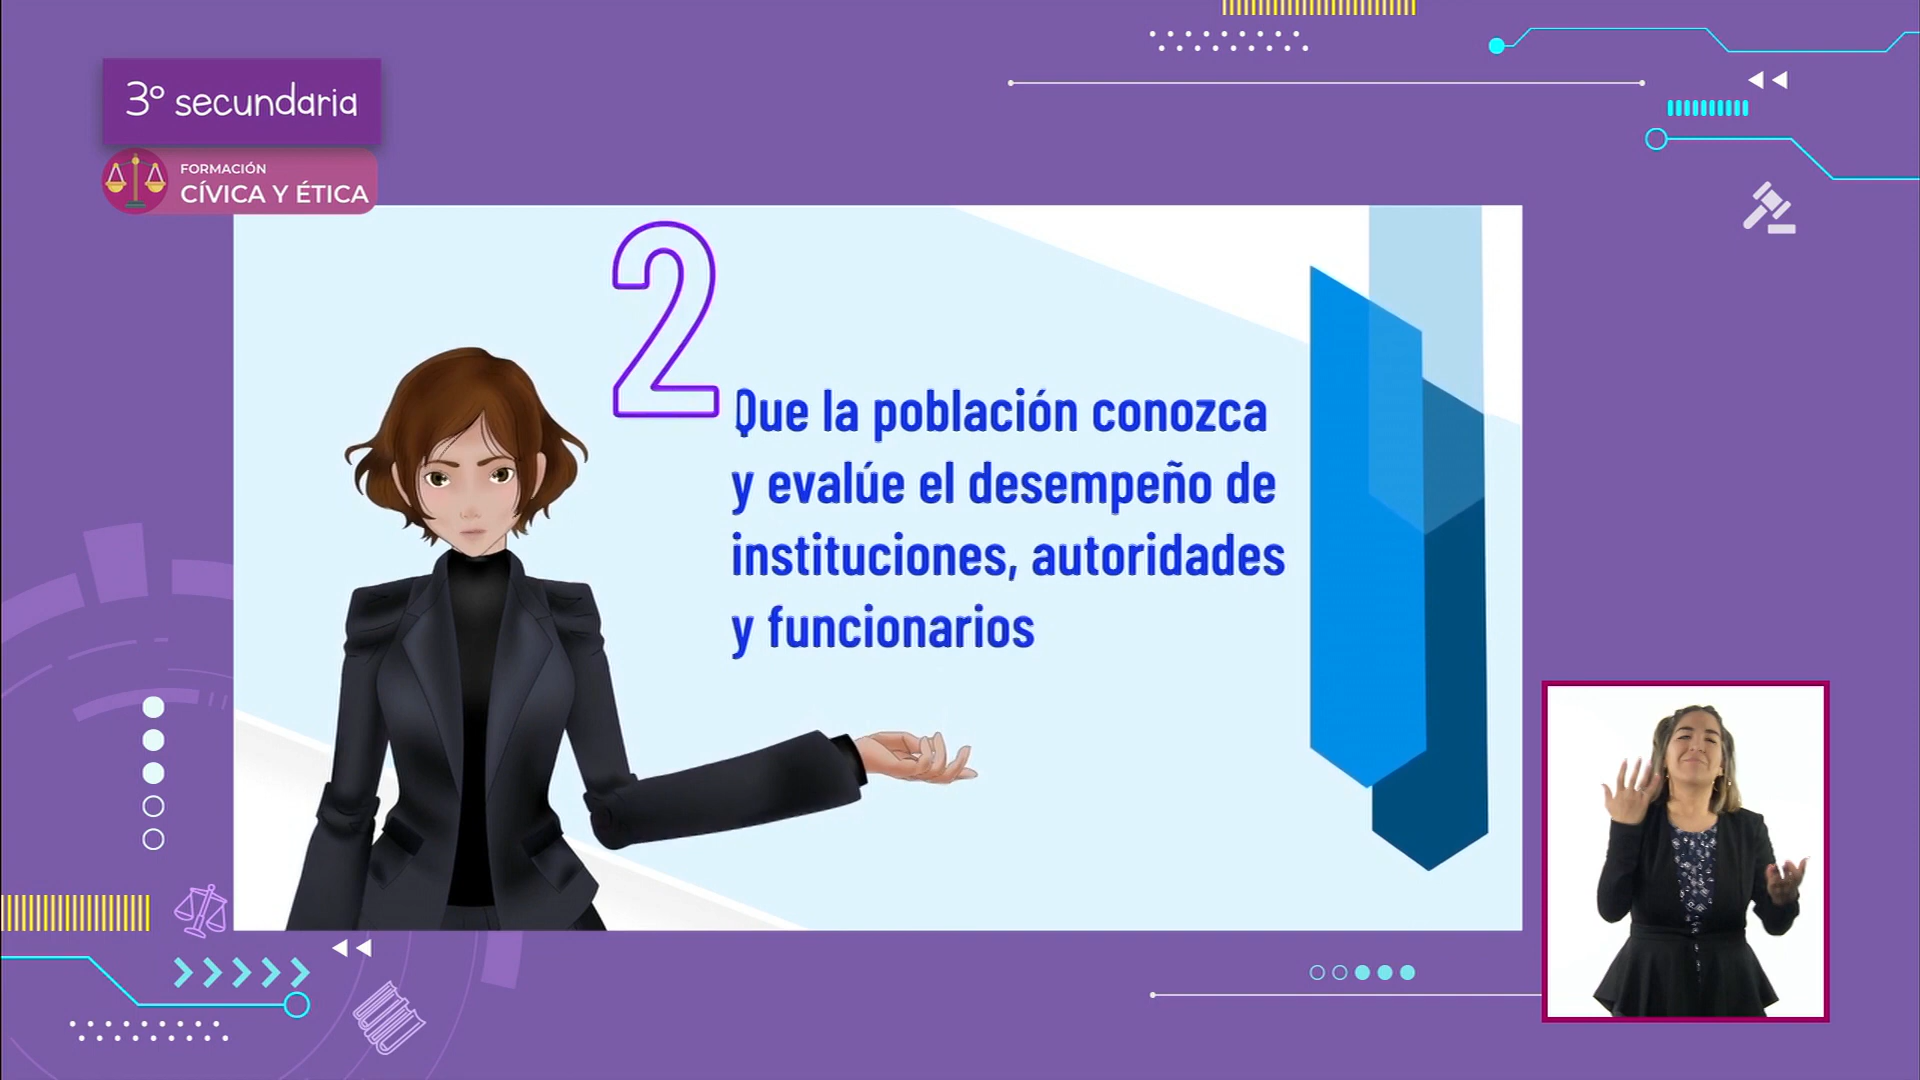 3° secundaria
FORMACIÓN
CÍVICA Y ÉTICA
2
Que la población conozca
y evalúe el desempeño de
instituciones, autoridades
y funcionarios